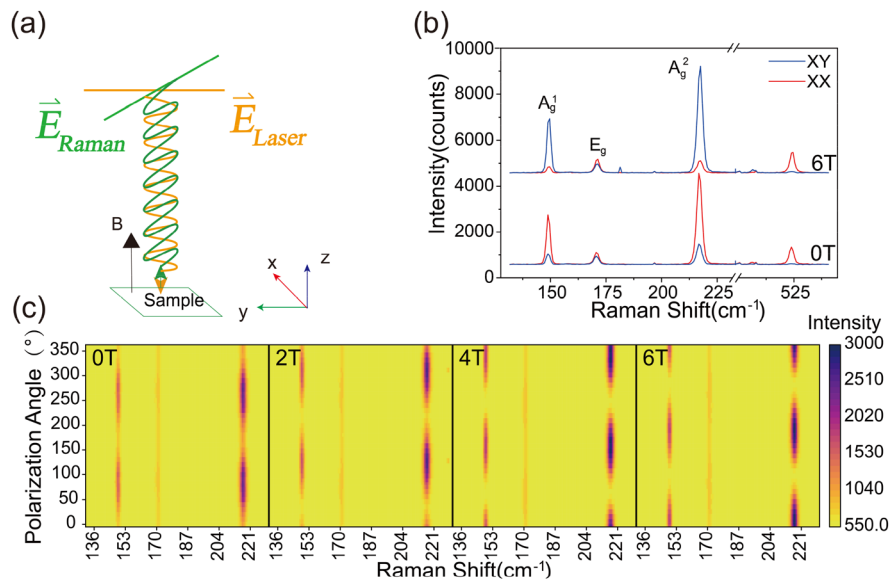 (a)
E Raman
E Laser
B
Sample
x
y
z
(b)
10000
8000
6000
4000
2000
0
Intensity(counts)
A_g^1
E_g
A_g^2
XY
XX
6T
0T
150
175
200
225
525
Raman Shift(cm⁻¹)
(c)
Polarization Angle (°)
350
300
250
200
150
100
50
0
0T
2T
4T
6T
136 153 170 187 204 221
136 153 170 187 204 221
136 153 170 187 204 221
136 153 170 187 204 221
Raman Shift(cm⁻¹)
Intensity
3000
2510
2020
1530
1040
550.0